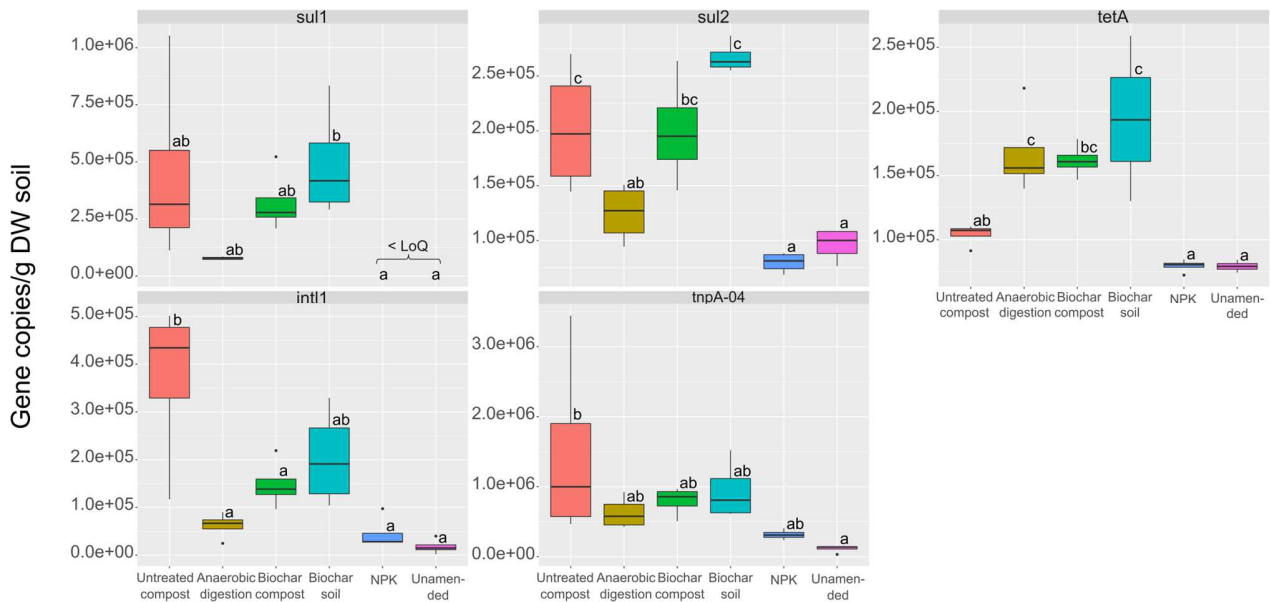 Gene copies/g DW soil
sul1
1.0e+06
7.5e+05
5.0e+05
2.5e+05
0.0e+00
ab
ab
ab
b
< LoQ
a
a
sul2
2.5e+05
2.0e+05
1.5e+05
1.0e+05
c
ab
bc
c
a
a
tetA
2.5e+05
2.0e+05
1.5e+05
1.0e+05
ab
c
bc
c
a
a
Untreated compost
Anaerobic digestion
Biochar compost
Biochar soil
NPK
Unamen-
ded
intI1
5.0e+05
4.0e+05
3.0e+05
2.0e+05
1.0e+05
0.0e+00
b
a
a
ab
a
a
Untreated compost
Anaerobic digestion
Biochar compost
Biochar soil
NPK
Unamen-
ded
tnpA-04
3.0e+06
2.0e+06
1.0e+06
0.0e+00
b
ab
ab
ab
ab
a
Untreated compost
Anaerobic digestion
Biochar compost
Biochar soil
NPK
Unamen-
ded